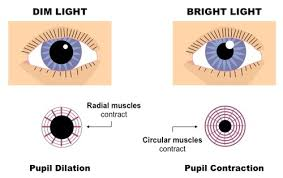 DIM LIGHT
BRIGHT LIGHT
Radial muscles
contract
Circular muscles
contract
Pupil Dilation
Pupil Contraction